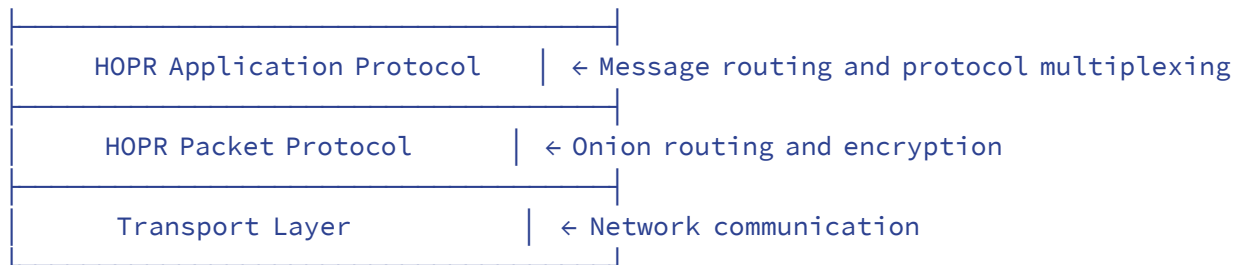 HOPR Application Protocol │ ← Message routing and protocol multiplexing
HOPR Packet Protocol │ ← Onion routing and encryption
Transport Layer │ ← Network communication